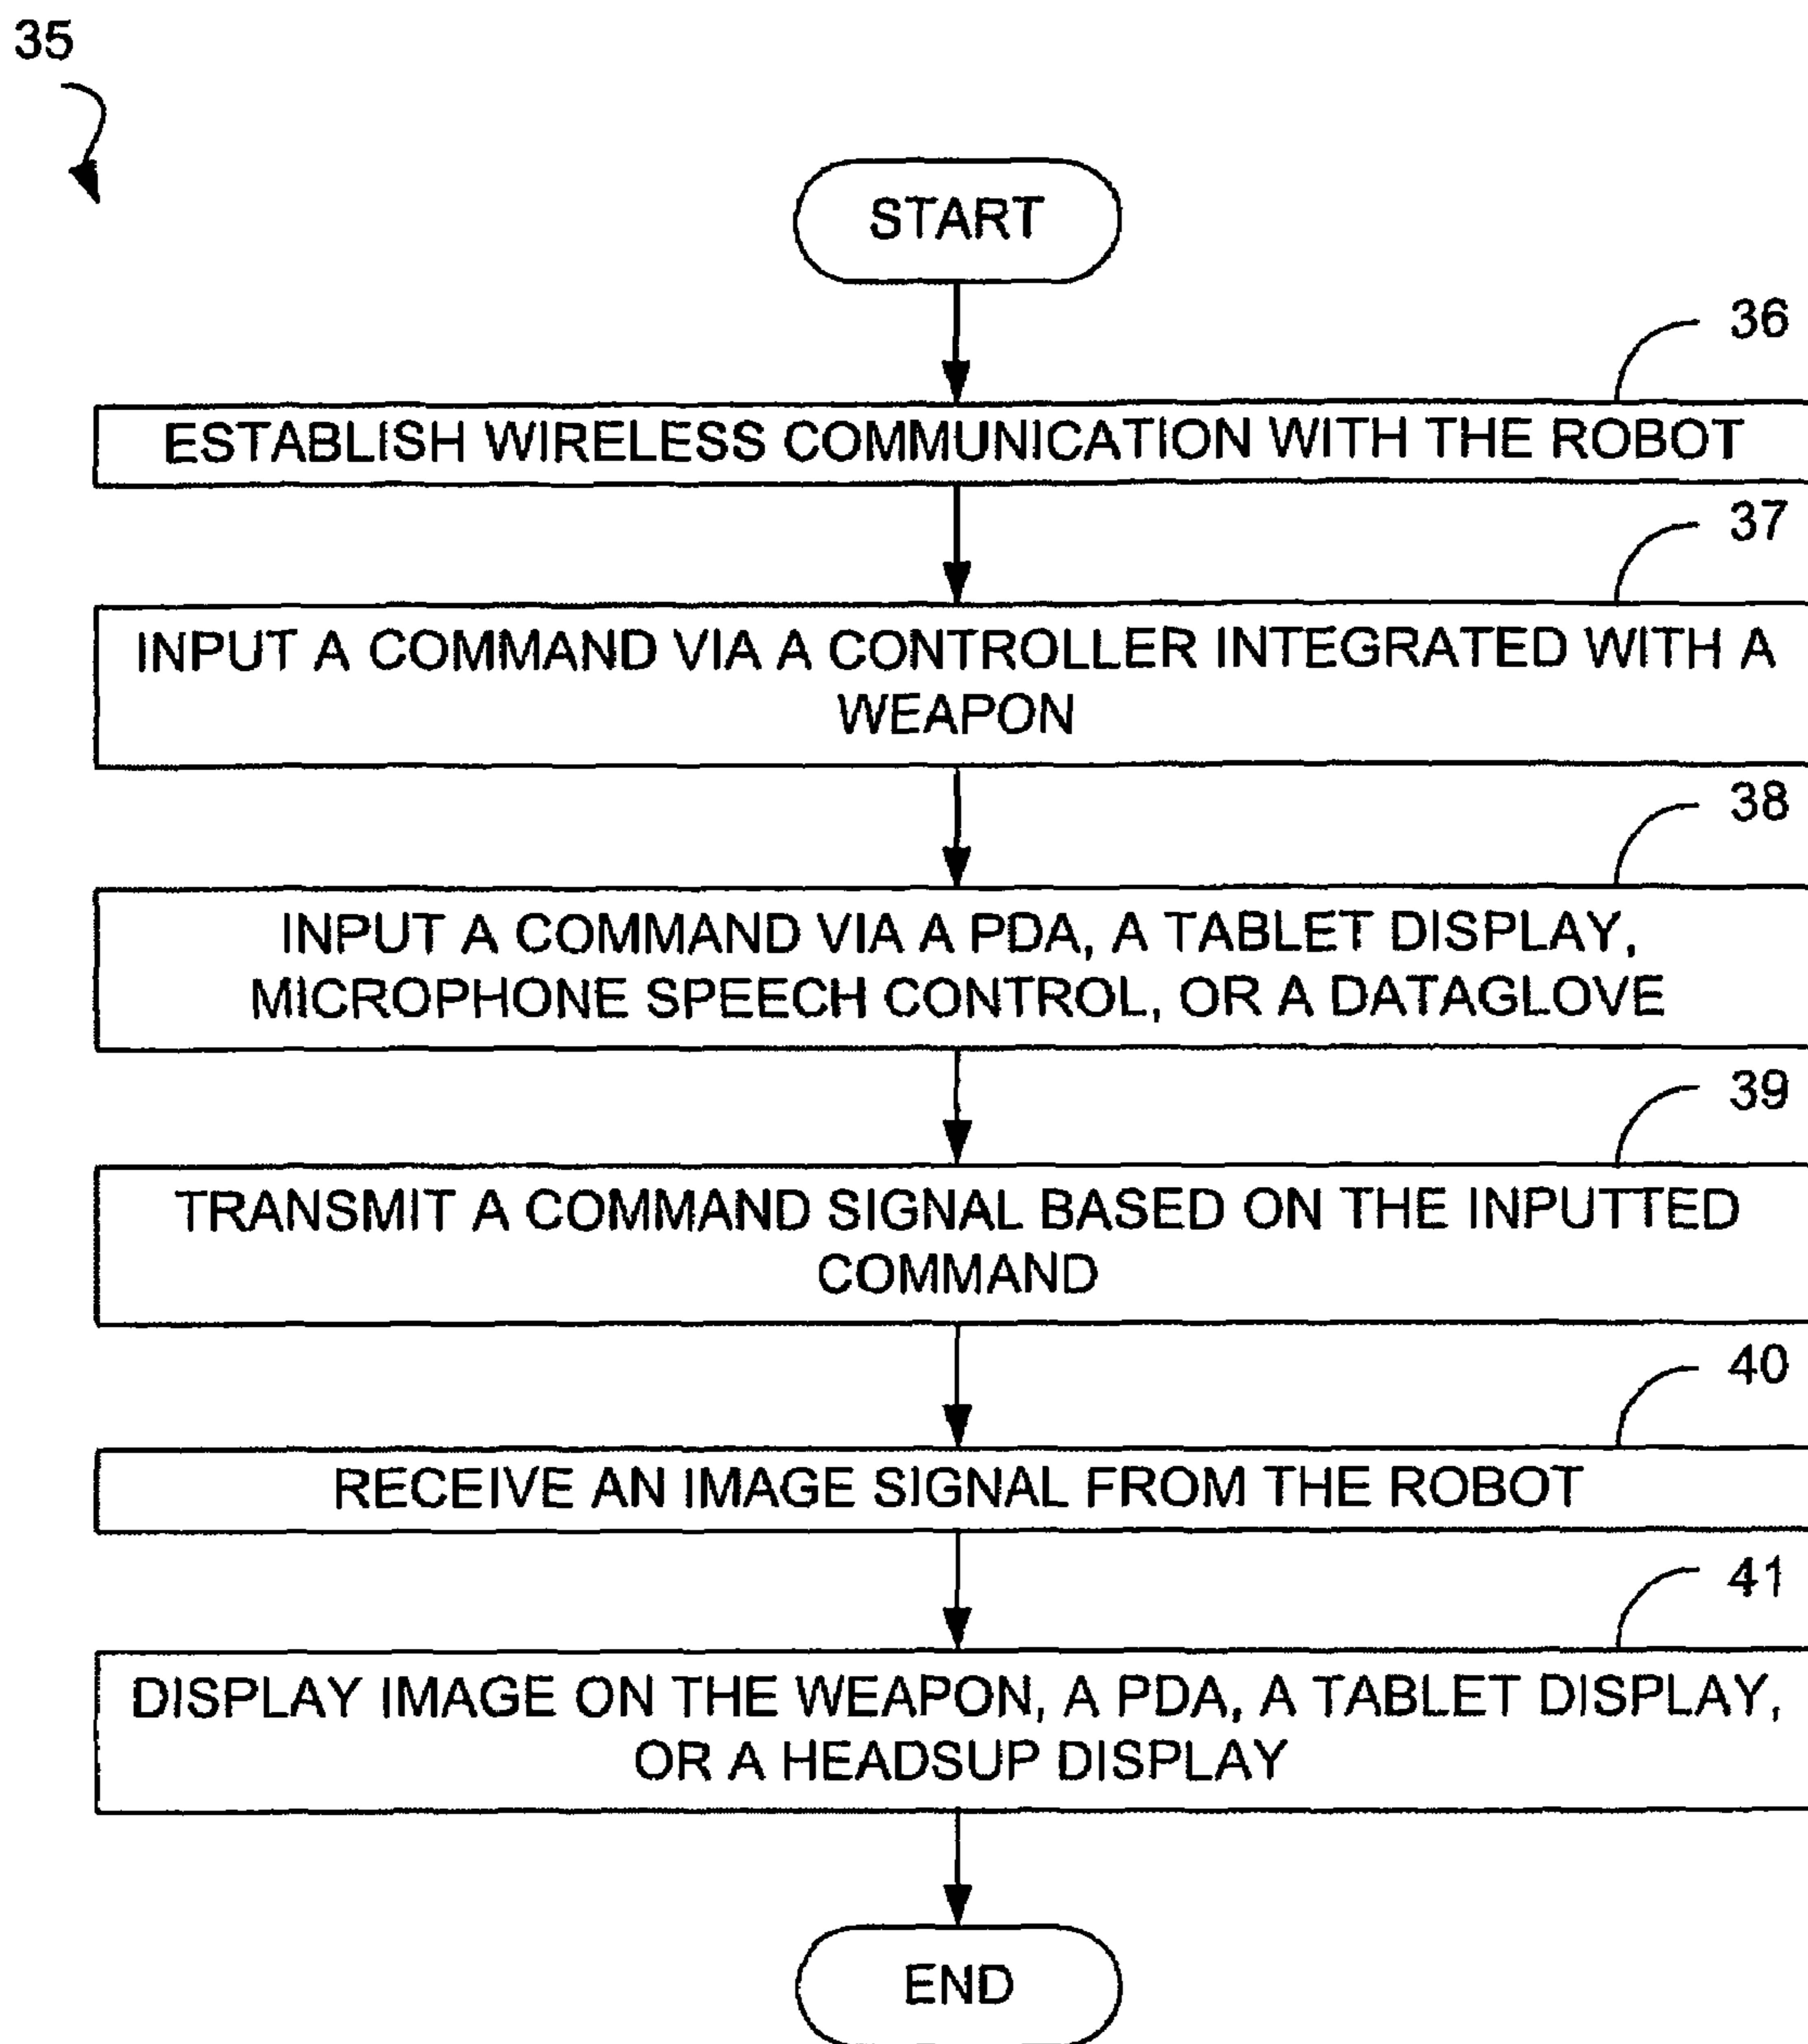 35
START
36
ESTABLISH WIRELESS COMMUNICATION WITH THE ROBOT
37
INPUT A COMMAND VIA A CONTROLLER INTEGRATED WITH A
WEAPON
38
INPUT A COMMAND VIA A PDA, A TABLET DISPLAY,
MICROPHONE SPEECH CONTROL, OR A DATAGLOVE
39
TRANSMIT A COMMAND SIGNAL BASED ON THE INPUTTED
COMMAND
40
RECEIVE AN IMAGE SIGNAL FROM THE ROBOT
41
DISPLAY IMAGE ON THE WEAPON, A PDA, A TABLET DISPLAY,
OR A HEADSUP DISPLAY
END